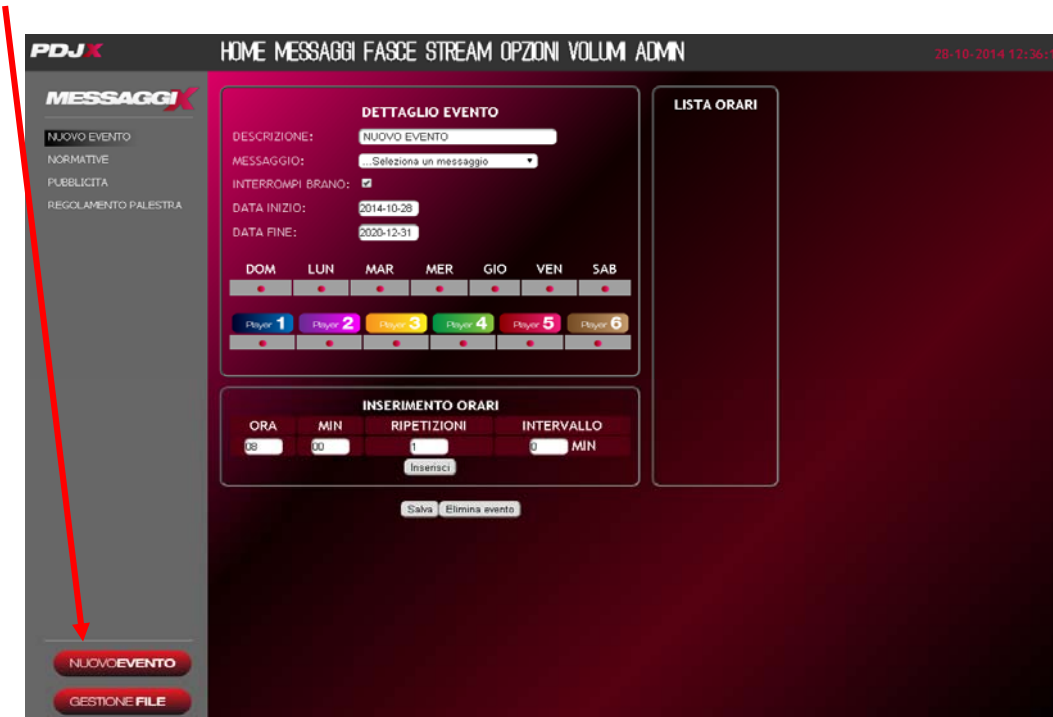 PDJX
HOME MESSAGGI FASCE STREAM OPZIONI VOLUMI ADMIN
28-10-2014 12:36:
MESSAGGIX
NUOVO EVENTO
NORMATIVE
PUBBLICITA
REGOLAMENTO PALESTRA
DETTAGLIO EVENTO
DESCRIZIONE: NUOVO EVENTO
MESSAGGIO: ...Seleziona un messaggio
INTERROMPI BRANO:
DATA INIZIO: 2014-10-28
DATA FINE: 2020-12-31
DOM LUN MAR MER GIO VEN SAB
Player 1 Player 2 Player 3 Player 4 Player 5 Player 6
LISTA ORARI
INSERIMENTO ORARI
ORA MIN RIPETIZIONI INTERVALLO
08 00 1 0 MIN
Inserisci
Salva Elimina evento
NUOVOEVENTO
GESTIONE FILE